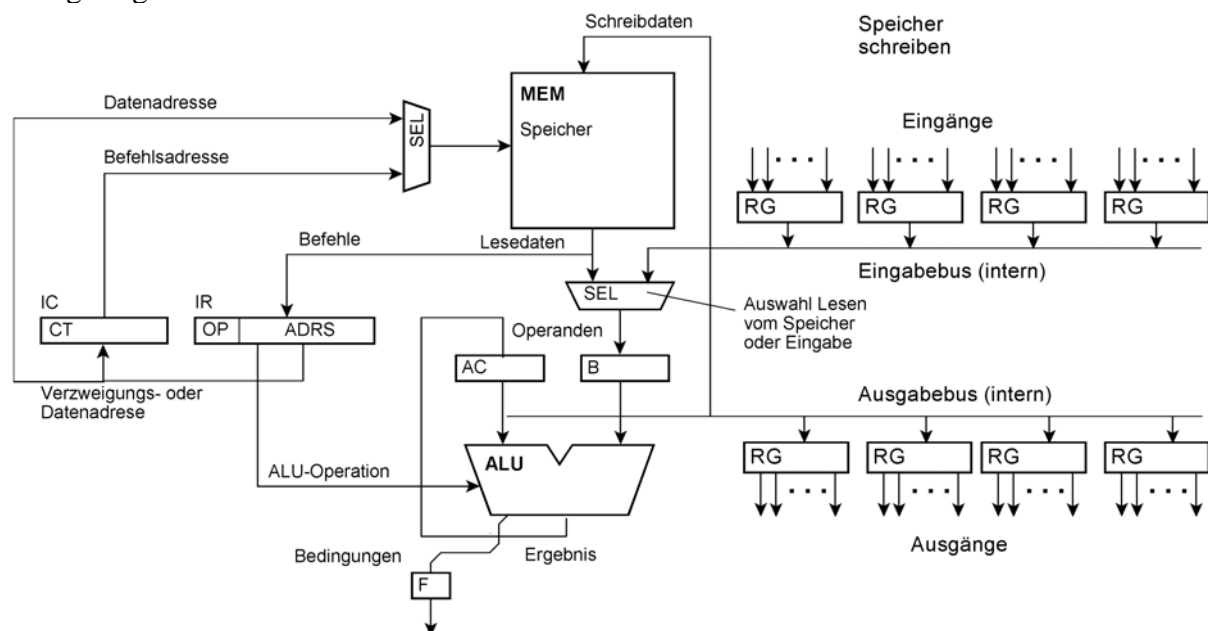 Schreibdaten
Speicher
schreiben
MEM
Speicher
Datenadresse
SEL
Befehlsadresse
Eingänge
RG
RG
RG
RG
Befehle
Lesedaten
Eingabebus (intern)
SEL
Auswahl Lesen
vom Speicher
oder Eingabe
IC
IR
CT
OP
ADRS
Operanden
AC
B
Verzweigungs- oder
Datenadrese
Ausgabebus (intern)
RG
RG
RG
RG
ALU
ALU-Operation
Bedingungen
Ergebnis
Ausgänge
F